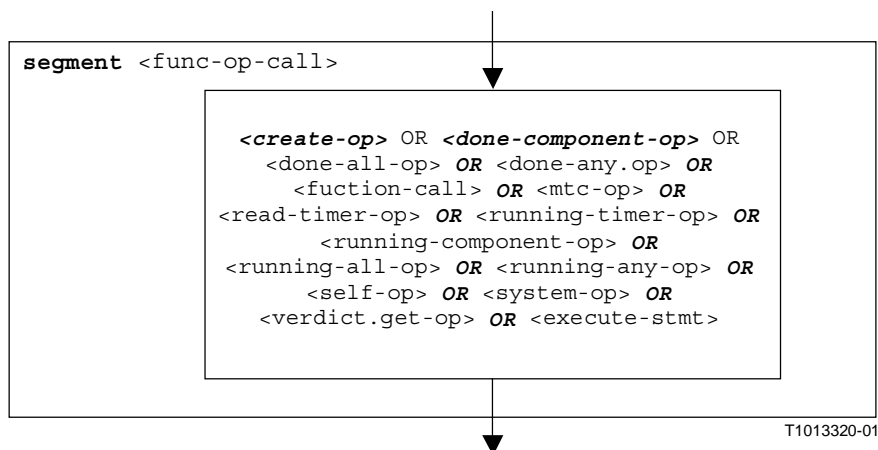 segment <func-op-call>
<create-op> OR <done-component-op> OR
<done-all-op> OR <done-any.op> OR
<fuction-call> OR <mtc-op> OR
<read-timer-op> OR <running-timer-op> OR
<running-component-op> OR
<running-all-op> OR <running-any-op> OR
<self-op> OR <system-op> OR
<verdict.get-op> OR <execute-stmt>
T1013320-01